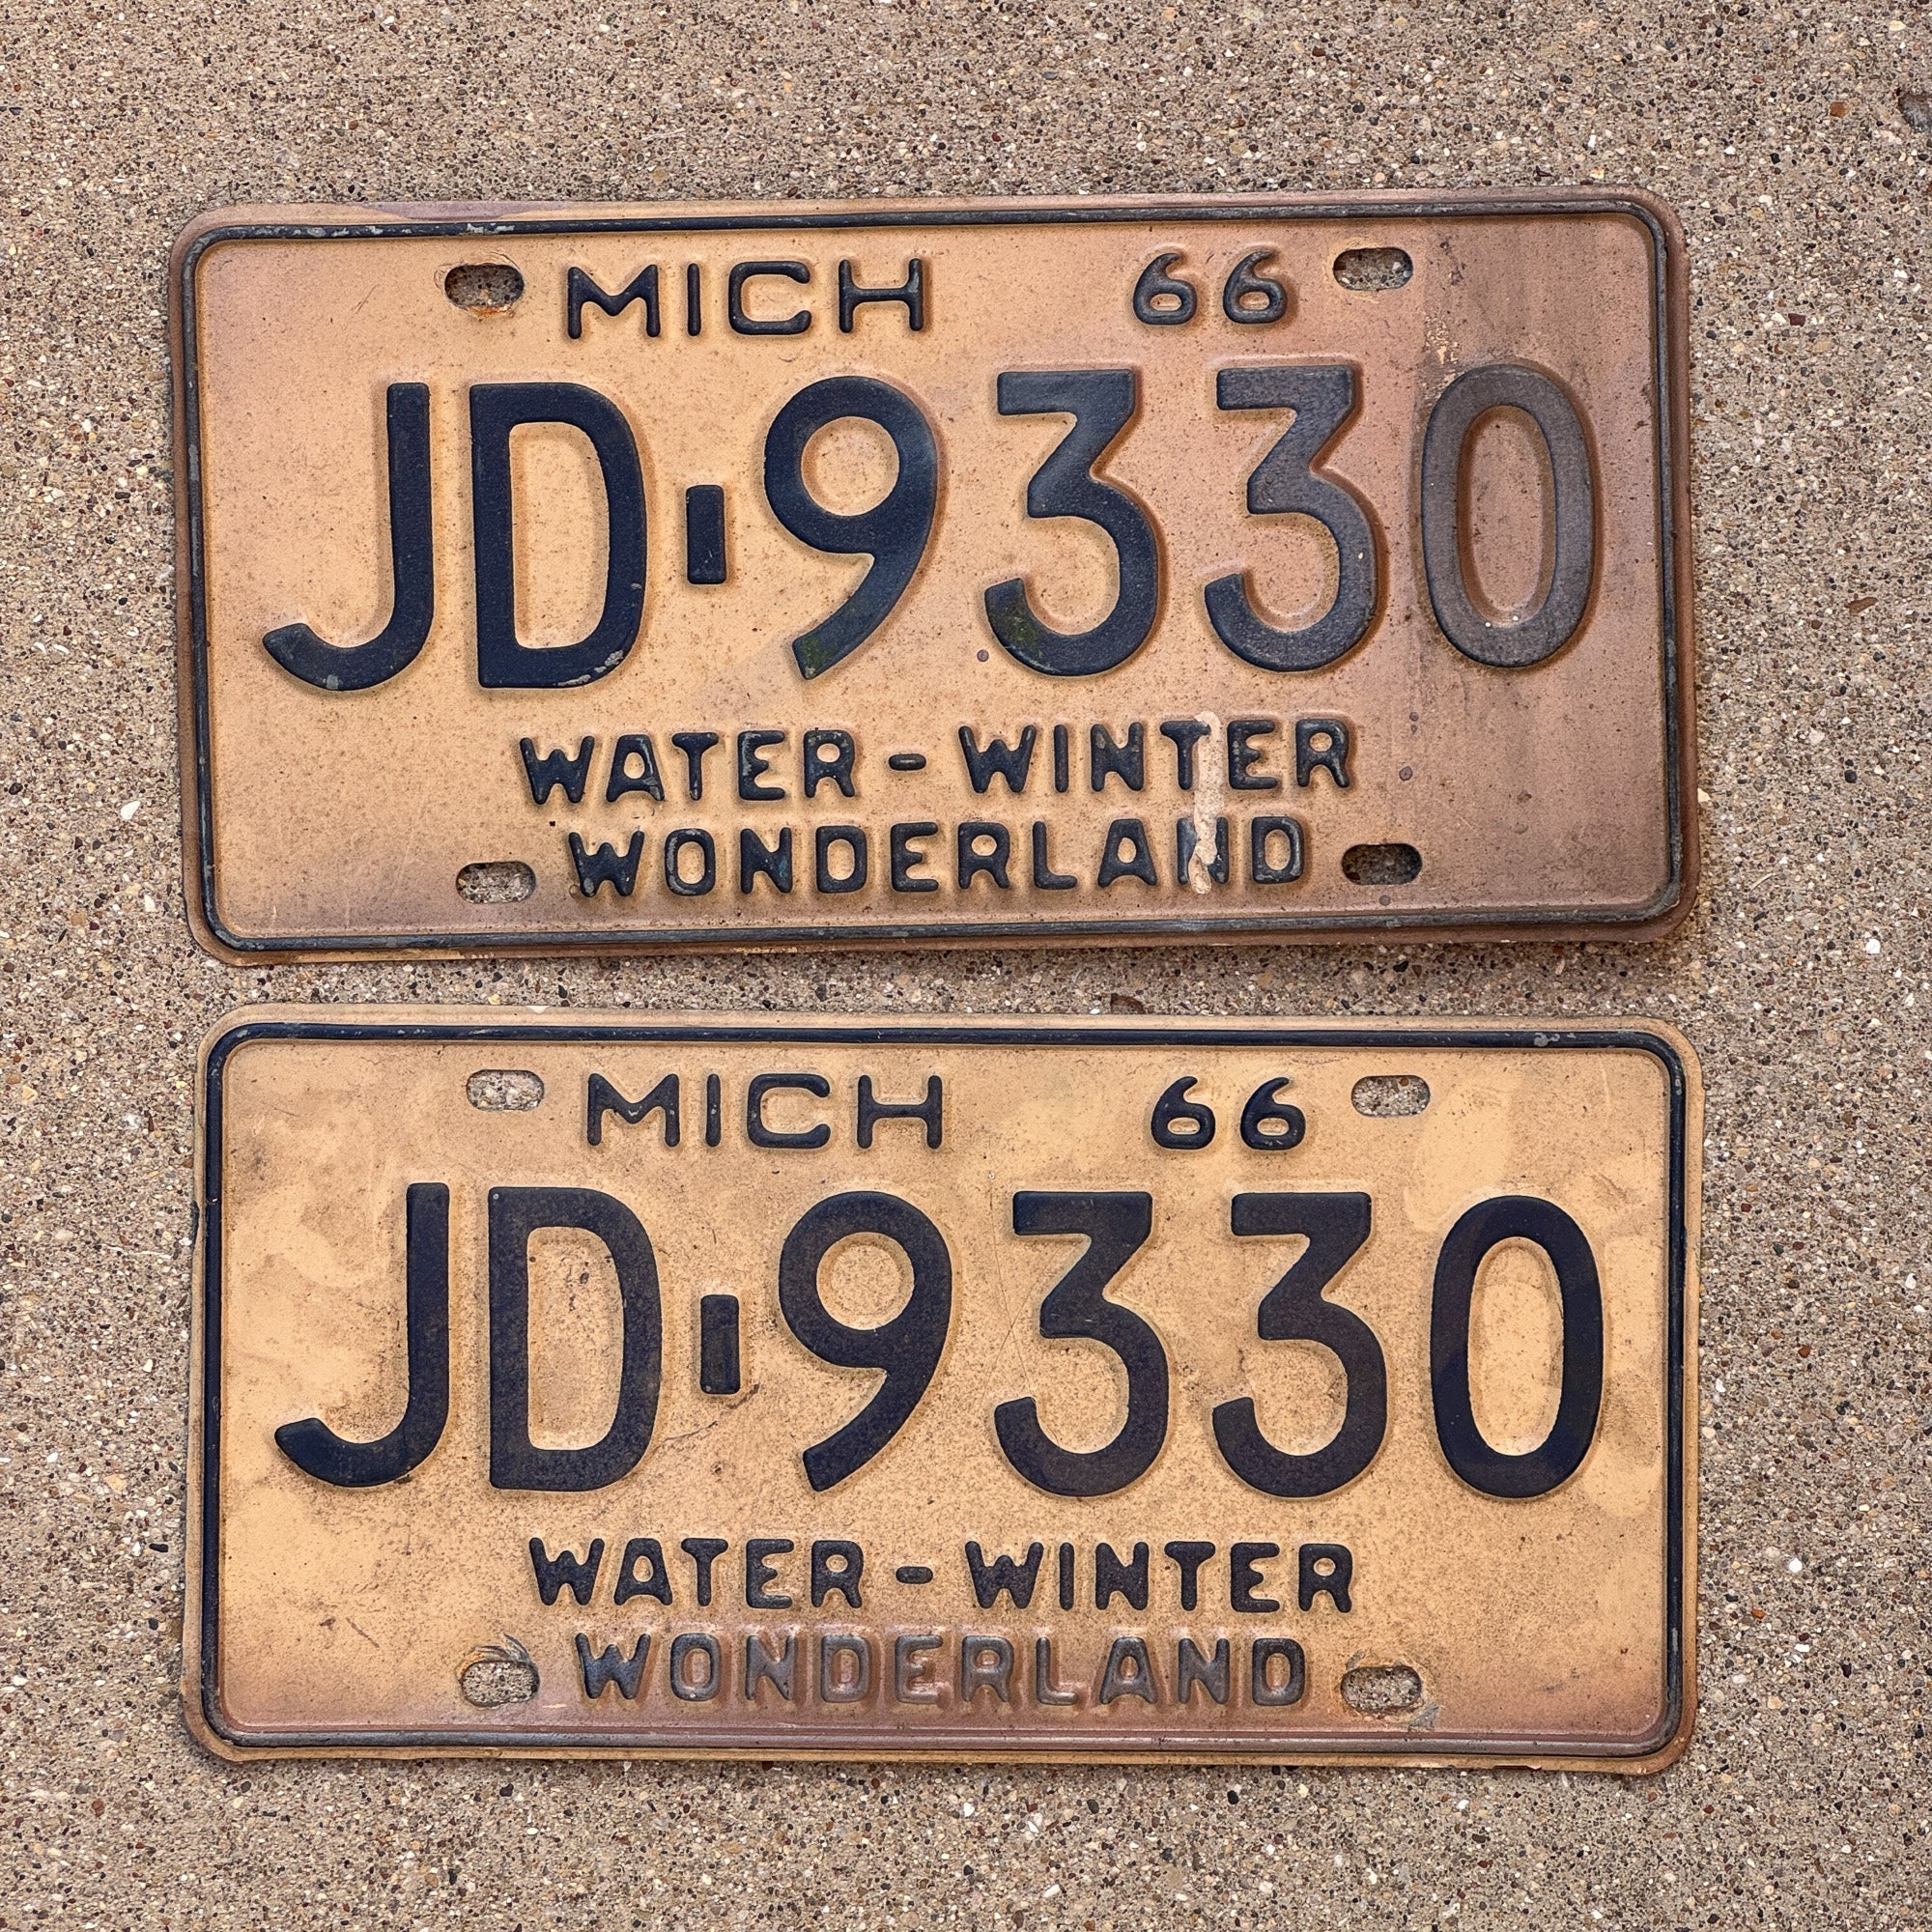 MICH 66
JD-9330
WATER - WINTER
WONDERLAND
MICH 66
JD-9330
WATER - WINTER
WONDERLAND